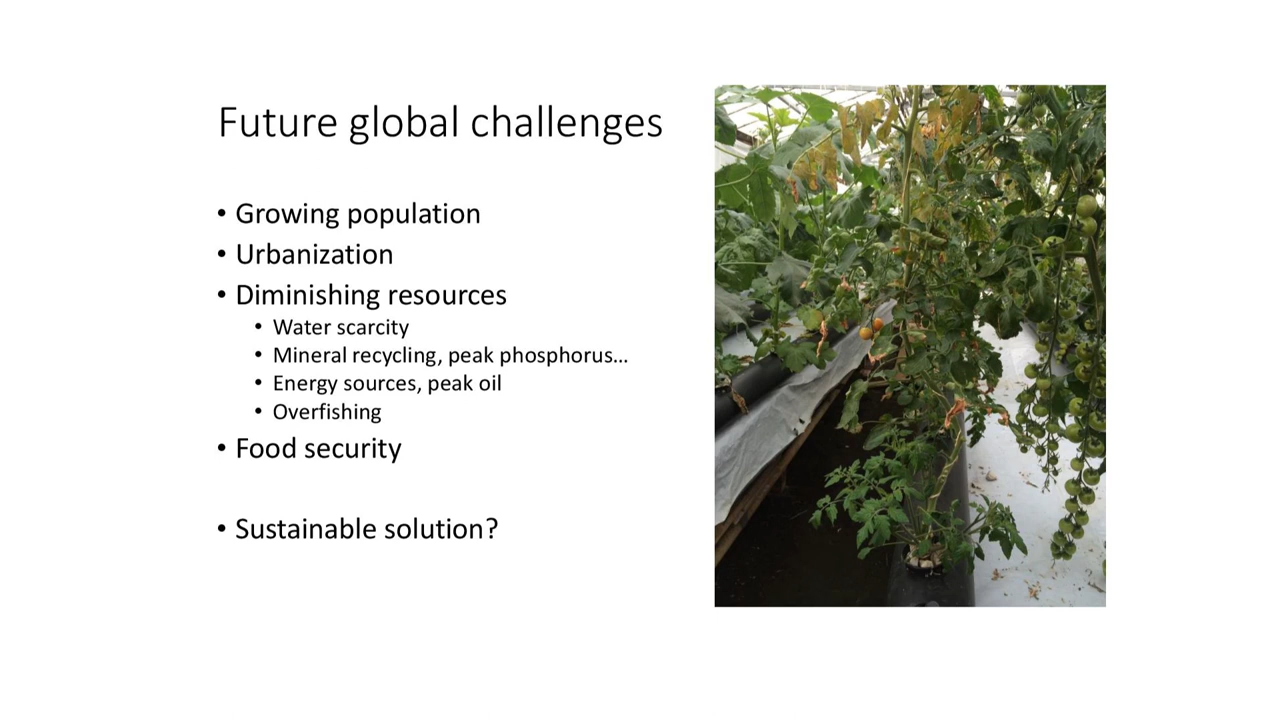 Future global challenges
• Growing population
• Urbanization
• Diminishing resources
• Water scarcity
• Mineral recycling, peak phosphorus…
• Energy sources, peak oil
• Overfishing
• Food security
• Sustainable solution?